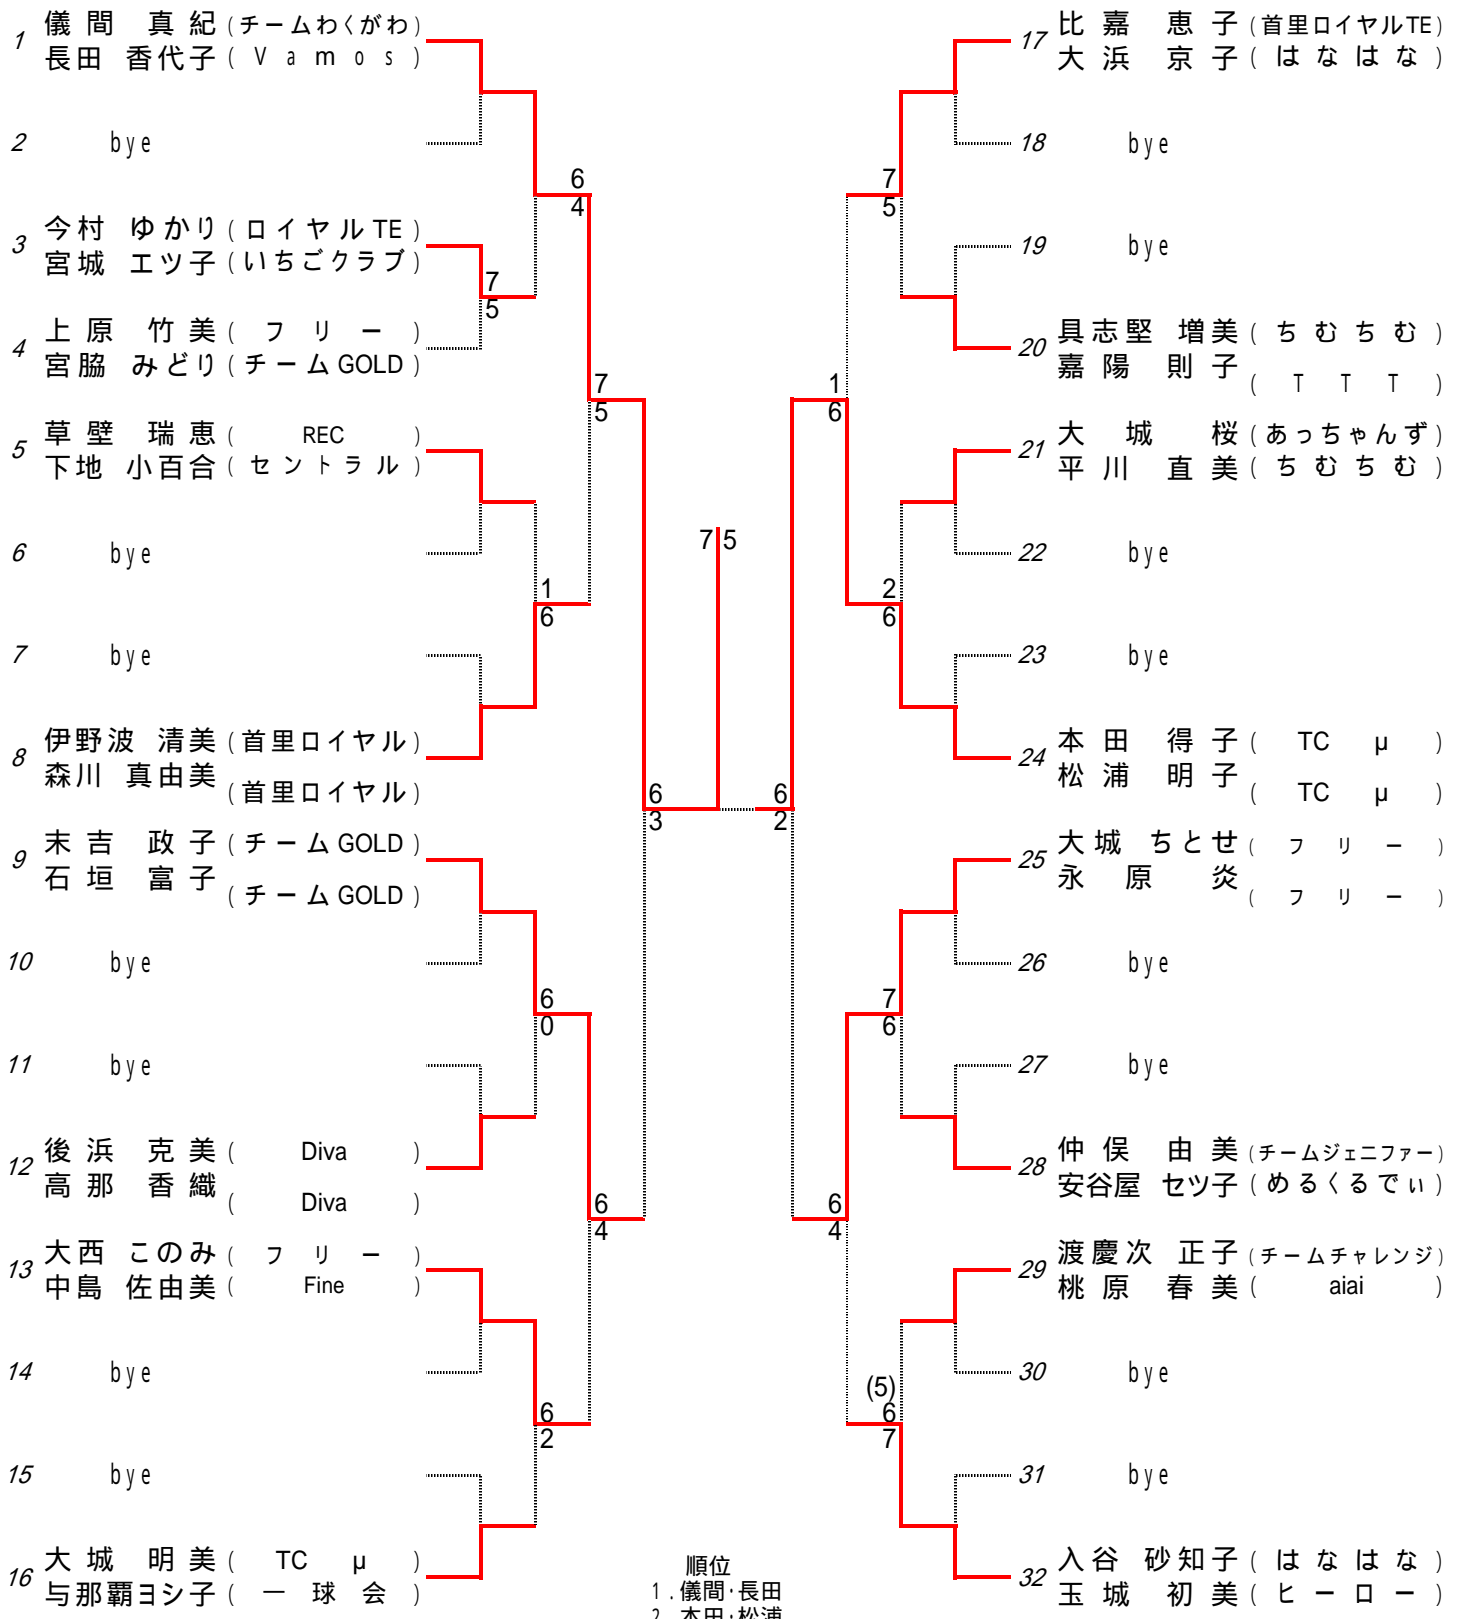 1 儀間 真紀 (チームわくがわ)
長田 香代子 (Vamos)
2 bye
3 今村 ゆかり (ロイヤルTE)
宮城 エツ子 (いちごクラブ)
4 上原 竹美 (フリー)
宮脇 みどり (チームGOLD)
5 草壁 瑞恵 (REC)
下地 小百合 (セントラル)
6 bye
7 bye
8 伊野波 清美 (首里ロイヤル)
森川 真由美 (首里ロイヤル)
9 末吉 政子 (チームGOLD)
石垣 富子 (チームGOLD)
10 bye
11 bye
12 後浜 克美 (Diva)
高那 香織 (Diva)
13 大西 このみ (フリー)
中島 佐由美 (Fine)
14 bye
15 bye
16 大城 明美 (TC μ)
与那覇ヨシ子 (一球会)
7
5
6
4
1
6
6
0
6
2
7
5
6
4
6
3
7 5
6
2
1
6
6
4
7
5
2
6
7
6
(5)
6
7
17 比嘉 恵子 (首里ロイヤルTE)
大浜 京子 (はなはな)
18 bye
19 bye
20 具志堅 増美 (ちむちむ)
嘉陽 則子 (TTT)
21 大城 桜 (あっちゃんず)
平川 直美 (ちむちむ)
22 bye
23 bye
24 本田 得子 (TC μ)
松浦 明子 (TC μ)
25 大城 ちとせ (フリー)
永原 炎 (フリー)
26 bye
27 bye
28 仲俣 由美 (チームジェニファー)
安谷屋 セツ子 (めるくるでぃ)
29 渡慶次 正子 (チームチャレンジ)
桃原 春美 (aiai)
30 bye
31 bye
32 入谷 砂知子 (はなはな)
玉城 初美 (ヒーロー)
順位
1.儀間・長田
2.本田・松浦